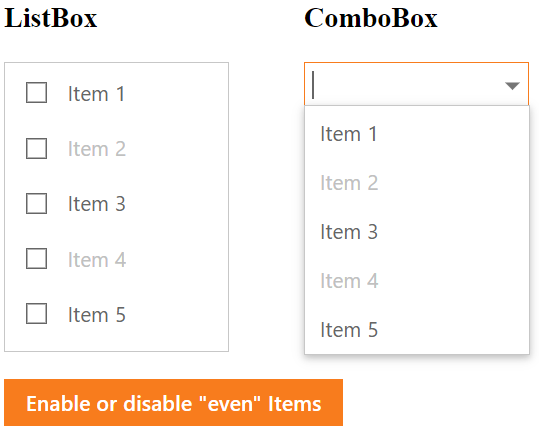 ListBox
Item 1
Item 2
Item 3
Item 4
Item 5
ComboBox
Item 1
Item 2
Item 3
Item 4
Item 5
Enable or disable "even" Items